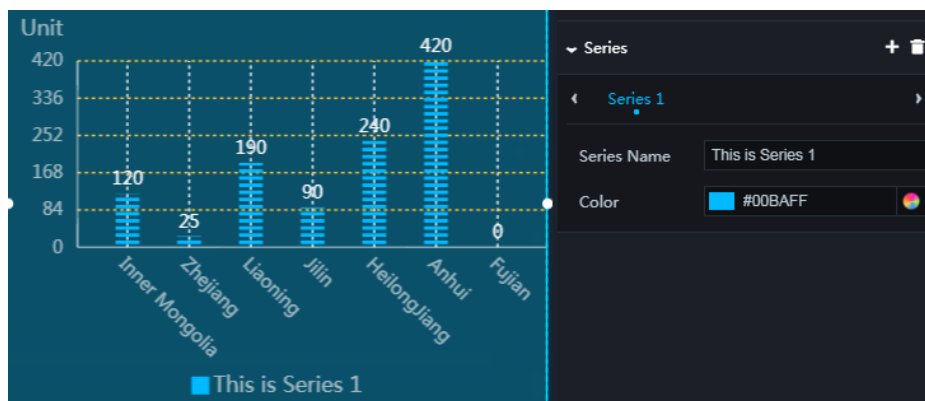 Unit
420
420
336
252
240
190
168
120
90
84
25
0
0
Inner Mongolia
Zhejiang
Liaoning
Jilin
HeilongJiang
Anhui
Fujian
This is Series 1
Series
Series 1
Series Name This is Series 1
Color #00BAFF